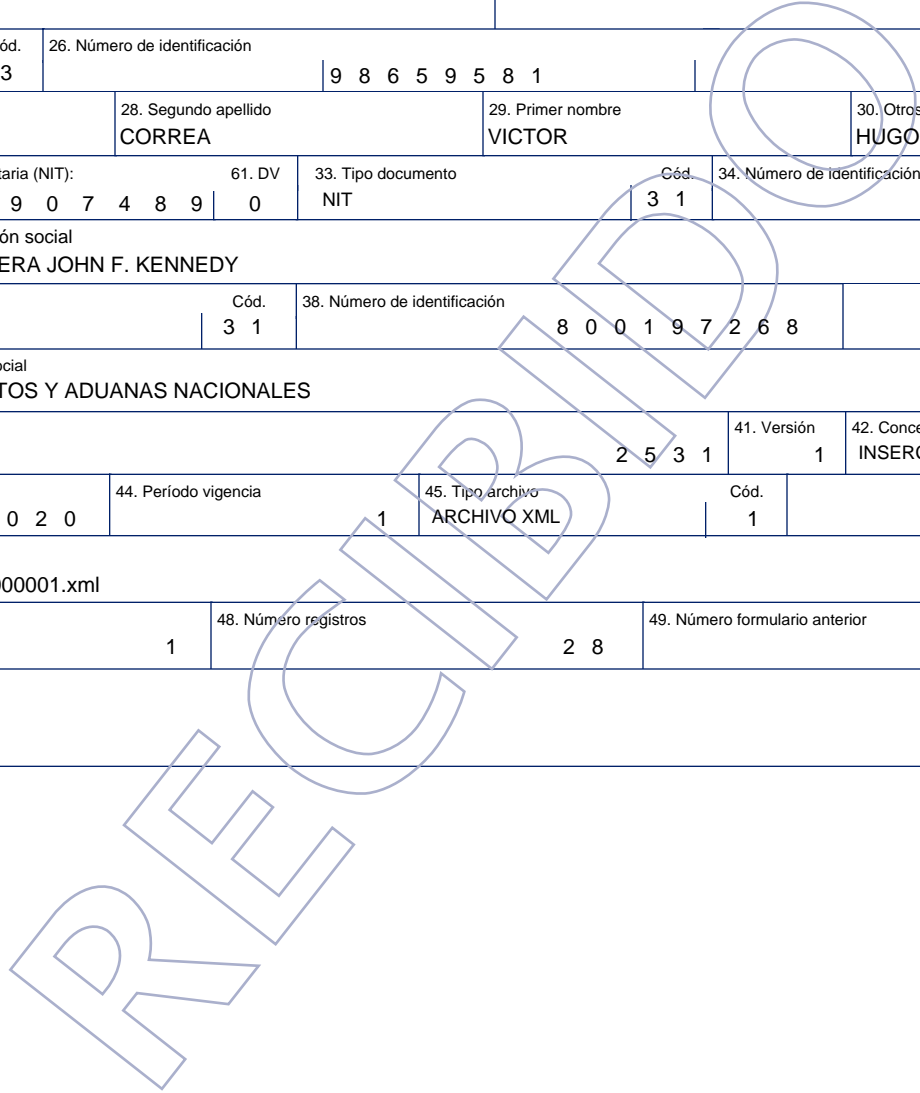 ód. 26. Número de identificación
3 9 8 6 5 9 5 8 1
28. Segundo apellido 29. Primer nombre 30. Otros
CORREA VICTOR HUGO
taria (NIT): 61. DV 33. Tipo documento Cód. 34. Número de identificación
9 0 7 4 8 9 0 NIT 3 1
ón social
ERA JOHN F. KENNEDY
Cód. 38. Número de identificación
3 1 8 0 0 1 9 7 2 6 8
ocial
TOS Y ADUANAS NACIONALES
41. Versión 42. Conce
2 5 3 1 1 INSERC
44. Período vigencia 45. Tipo archivo Cód.
0 2 0 1 ARCHIVO XML 1
000001.xml
48. Número registros 49. Número formulario anterior
1 2 8
RECIBIDO